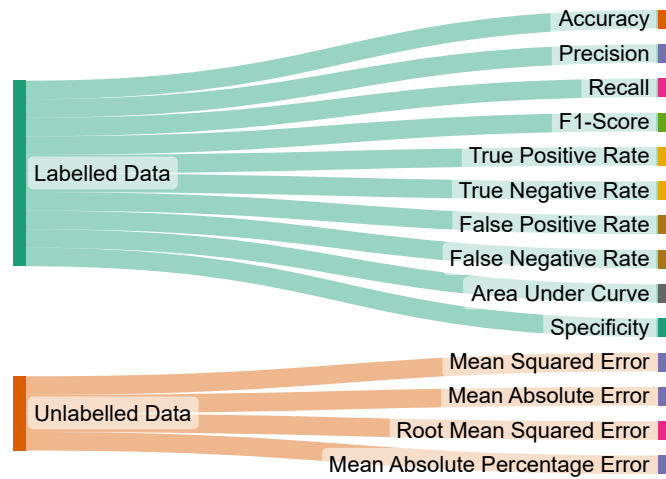 Accuracy
Precision
Recall
F1-Score
True Positive Rate
Labelled Data
True Negative Rate
False Positive Rate
False Negative Rate
Area Under Curve
Specificity
Mean Squared Error
Mean Absolute Error
Unlabelled Data
Root Mean Squared Error
Mean Absolute Percentage Error